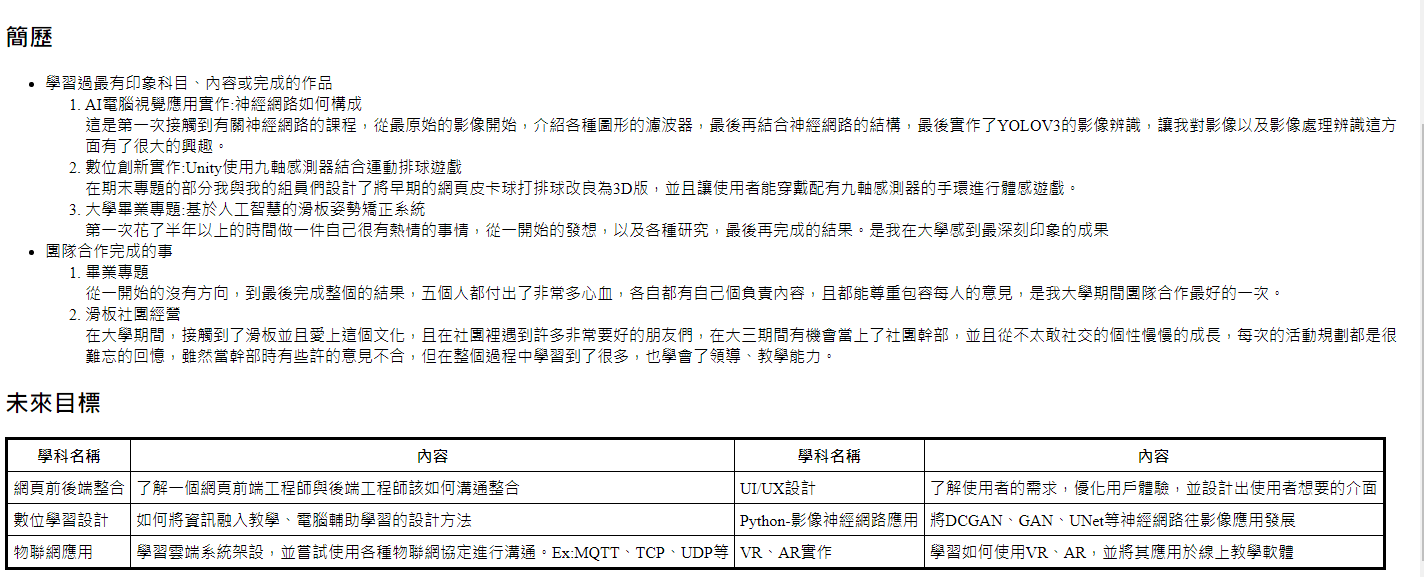 簡歷
• 學習過最有印象科目、內容或完成的作品
1. AI電腦視覺應用實作:神經網路如何構成
這是第一次接觸到有關神經網路的課程，從最原始的影像開始，介紹各種圖形的濾波器，最後再結合神經網路的結構，最後實作了YOLOV3的影像辨識，讓我對影像以及影像處理辨識這方
面有了很大的興趣。
2. 數位創新實作:Unity使用九軸感測器結合運動排球遊戲
在期末專題的部分我與我的組員們設計了將早期的網頁皮卡球打排球改良為3D版，並且讓使用者能穿戴配有九軸感測器的手環進行體感遊戲。
3. 大學畢業專題:基於人工智慧的滑板姿勢矯正系統
第一次花了半年以上的時間做一件自己很有熱情的事情，從一開始的發想，以及各種研究，最後再完成的結果。是我在大學感到最深刻印象的成果
• 團隊合作完成的事
1. 畢業專題
從一開始的沒有方向，到最後完成整個的結果，五個人都付出了非常多心血，各自都有自己個負責內容，且都能尊重包容每人的意見，是我大學期間團隊合作最好的一次。
2. 滑板社團經營
在大學期間，接觸到了滑板並且愛上這個文化，且在社團裡遇到許多非常要好的朋友們，在大三期間有機會當上了社團幹部，並且從不太敢社交的個性慢慢的成長，每次的活動規劃都是很
難忘的回憶，雖然當幹部時有些許的意見不合，但在整個過程中學習到了很多，也學會了領導、教學能力。
未來目標
學科名稱 內容 學科名稱 內容
網頁前後端整合 了解一個網頁前端工程師與後端工程師該如何溝通整合 UI/UX設計 了解使用者的需求，優化用戶體驗，並設計出使用者想要的介面
數位學習設計 如何將資訊融入教學、電腦輔助學習的設計方法 Python-影像神經網路應用 將DCGAN、GAN、UNet等神經網路往影像應用發展
物聯網應用 學習雲端系統架設，並嘗試使用各種物聯網協定進行溝通。Ex:MQTT、TCP、UDP等 VR、AR實作 學習如何使用VR、AR，並將其應用於線上教學軟體